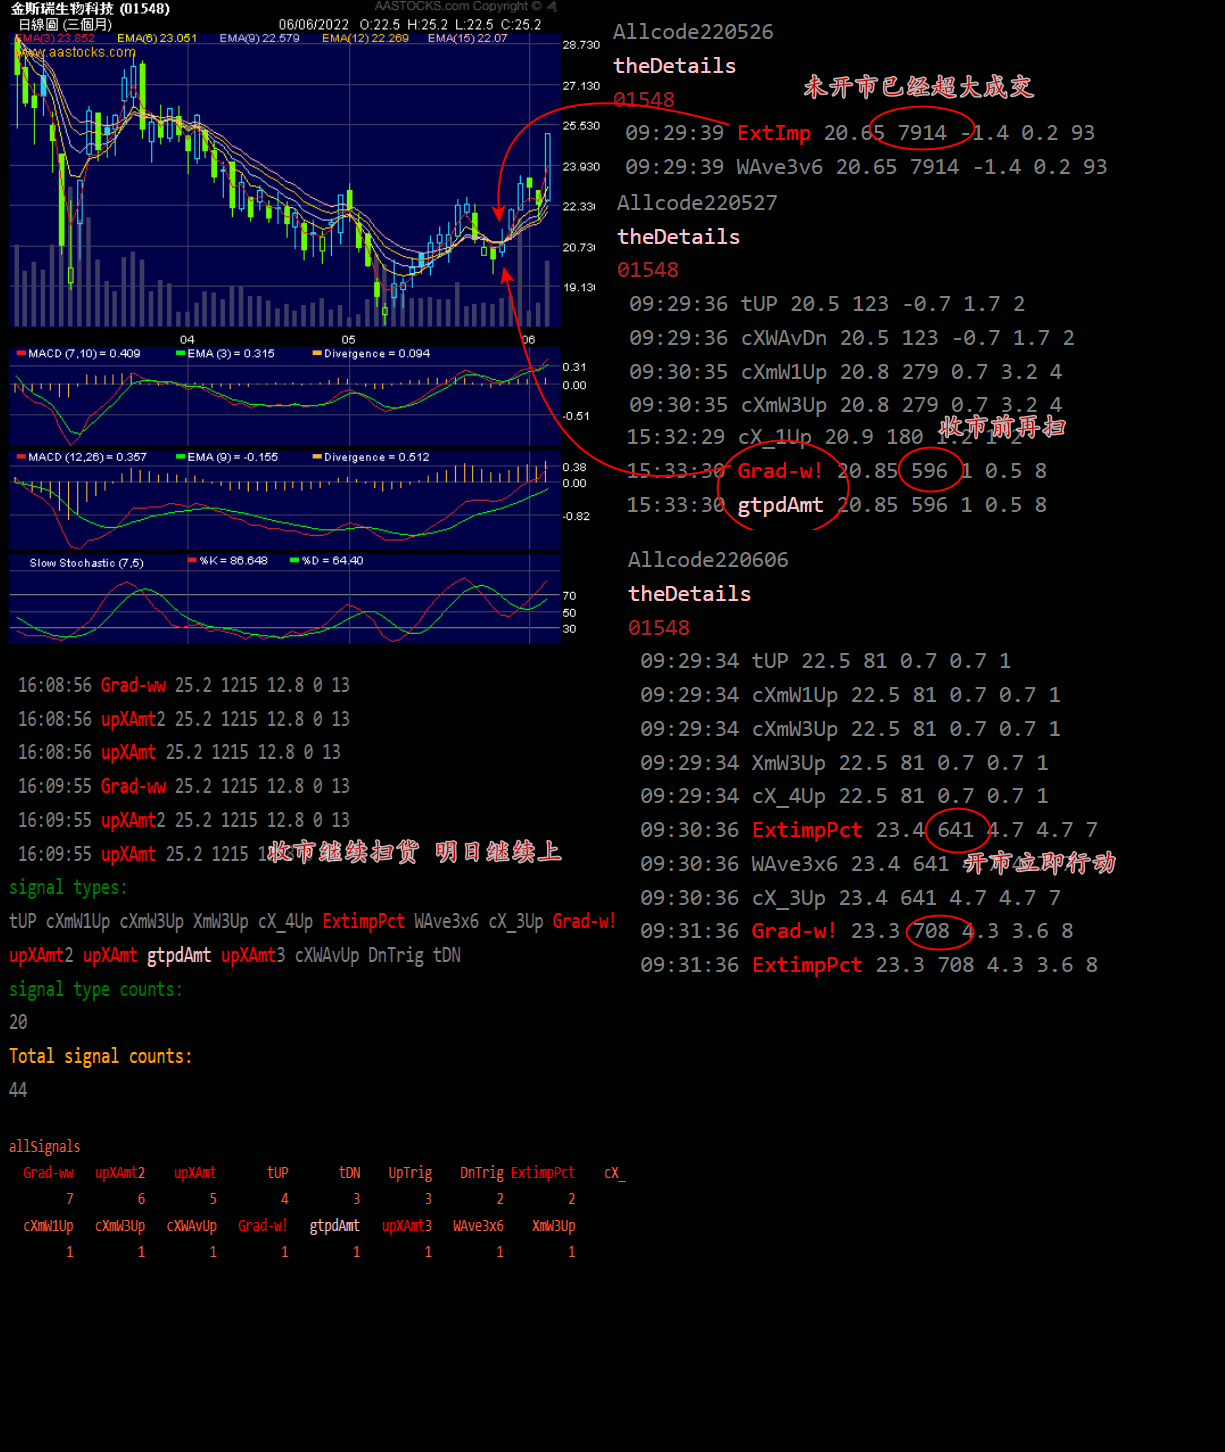 金斯瑞生物科技 (01548)
AASTOCKS.com Copyright ©
日線圖 (三個月)
06/06/2022 O:22.5 H:25.2 L:22.5 C:25.2
EMA(3) 23.852 EMA(6) 23.051 EMA(9) 22.579 EMA(12) 22.269 EMA(15) 22.07
www.aastocks.com
28.730
27.130
25.530
23.930
22.330
20.730
19.130
04 05 06
MACD (7,10) = 0.409 EMA (3) = 0.315 Divergence = 0.094
0.31
0.00
-0.51
MACD (12,26) = 0.357 EMA (9) = -0.155 Divergence = 0.512
0.38
0.00
-0.82
Slow Stochastic (7,5) %K = 86.648 %D = 64.40
70
50
30
Allcode220526
theDetails
未开市已经超大成交
01548
09:29:39 ExtImp 20.65 7914 -1.4 0.2 93
09:29:39 WAve3v6 20.65 7914 -1.4 0.2 93
Allcode220527
theDetails
01548
09:29:36 tUP 20.5 123 -0.7 1.7 2
09:29:36 cXWAvDn 20.5 123 -0.7 1.7 2
09:30:35 cXmW1Up 20.8 279 0.7 3.2 4
09:30:35 cXmW3Up 20.8 279 0.7 3.2 4
收市前再扫
15:32:29 cX_1Up 20.9 180 1.2
15:33:30 Grad-w! 20.85 596 1 0.5 8
15:33:30 gtpdAmt 20.85 596 1 0.5 8
Allcode220606
theDetails
01548
09:29:34 tUP 22.5 81 0.7 0.7 1
09:29:34 cXmW1Up 22.5 81 0.7 0.7 1
09:29:34 cXmW3Up 22.5 81 0.7 0.7 1
09:29:34 XmW3Up 22.5 81 0.7 0.7 1
09:29:34 cX_4Up 22.5 81 0.7 0.7 1
09:30:36 ExtimpPct 23.4 641 4.7 4.7 7
09:30:36 WAve3x6 23.4 641
开市立即行动
09:30:36 cX_3Up 23.4 641 4.7 4.7 7
09:31:36 Grad-w! 23.3 708 4.3 3.6 8
09:31:36 ExtimpPct 23.3 708 4.3 3.6 8
16:08:56 Grad-ww 25.2 1215 12.8 0 13
16:08:56 upXAmt2 25.2 1215 12.8 0 13
16:08:56 upXAmt 25.2 1215 12.8 0 13
16:09:55 Grad-ww 25.2 1215 12.8 0 13
16:09:55 upXAmt2 25.2 1215 12.8 0 13
16:09:55 upXAmt 25.2 1215
收市继续扫货 明日继续上
signal types:
tUP cXmW1Up cXmW3Up XmW3Up cX_4Up ExtimpPct WAve3x6 cX_3Up Grad-w!
upXAmt2 upXAmt gtpdAmt upXAmt3 cXWAvUp DnTrig tDN
signal type counts:
20
Total signal counts:
44
allSignals
Grad-ww upXAmt2 upXAmt tUP tDN UpTrig DnTrig ExtimpPct cX_
7 6 5 4 3 3 2 2
cXmW1Up cXmW3Up cXWAvUp Grad-w! gtpdAmt upXAmt3 WAve3x6 XmW3Up
1 1 1 1 1 1 1 1